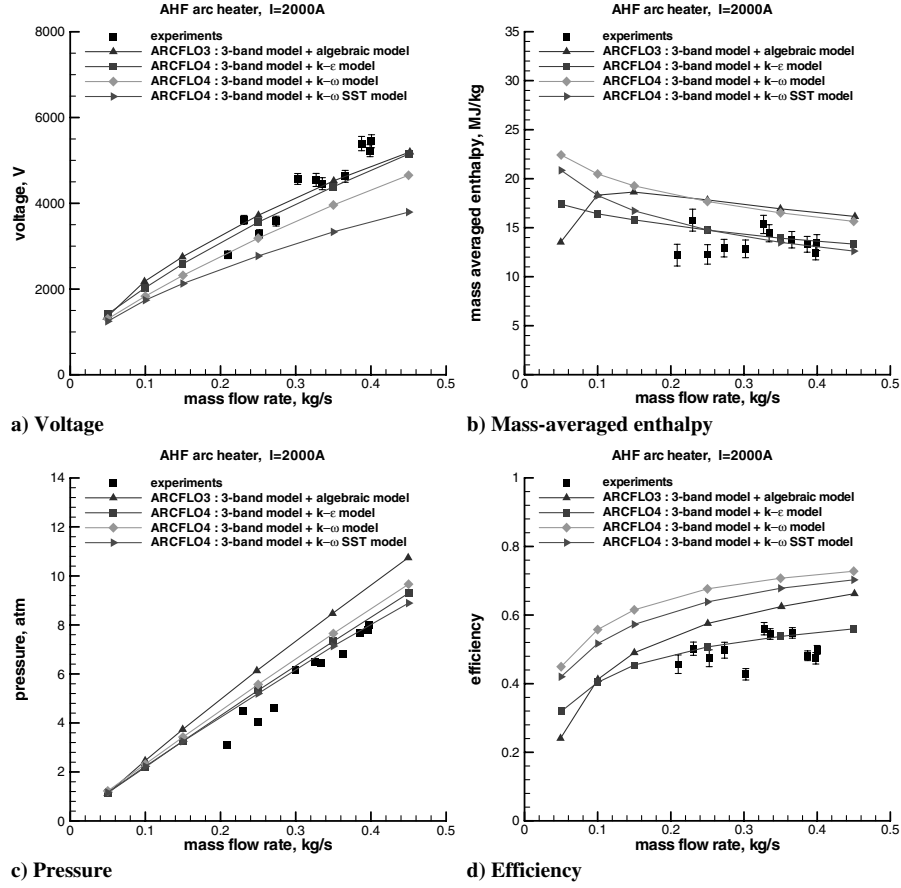 AHF arc heater, I=2000A
experiments
ARCFLO3 : 3-band model + algebraic model
ARCFLO4 : 3-band model + k-ε model
ARCFLO4 : 3-band model + k-ω model
ARCFLO4 : 3-band model + k-ω SST model
voltage, V
8000
6000
4000
2000
0
0 0.1 0.2 0.3 0.4 0.5
mass flow rate, kg/s
a) Voltage
AHF arc heater, I=2000A
experiments
ARCFLO3 : 3-band model + algebraic model
ARCFLO4 : 3-band model + k-ε model
ARCFLO4 : 3-band model + k-ω model
ARCFLO4 : 3-band model + k-ω SST model
mass averaged enthalpy, MJ/kg
35
30
25
20
15
10
5
0
0 0.1 0.2 0.3 0.4 0.5
mass flow rate, kg/s
b) Mass-averaged enthalpy
AHF arc heater, I=2000A
experiments
ARCFLO3 : 3-band model + algebraic model
ARCFLO4 : 3-band model + k-ε model
ARCFLO4 : 3-band model + k-ω model
ARCFLO4 : 3-band model + k-ω SST model
pressure, atm
14
12
10
8
6
4
2
0
0 0.1 0.2 0.3 0.4 0.5
mass flow rate, kg/s
c) Pressure
AHF arc heater, I=2000A
experiments
ARCFLO3 : 3-band model + algebraic model
ARCFLO4 : 3-band model + k-ε model
ARCFLO4 : 3-band model + k-ω model
ARCFLO4 : 3-band model + k-ω SST model
efficiency
1
0.8
0.6
0.4
0.2
0
0 0.1 0.2 0.3 0.4 0.5
mass flow rate, kg/s
d) Efficiency